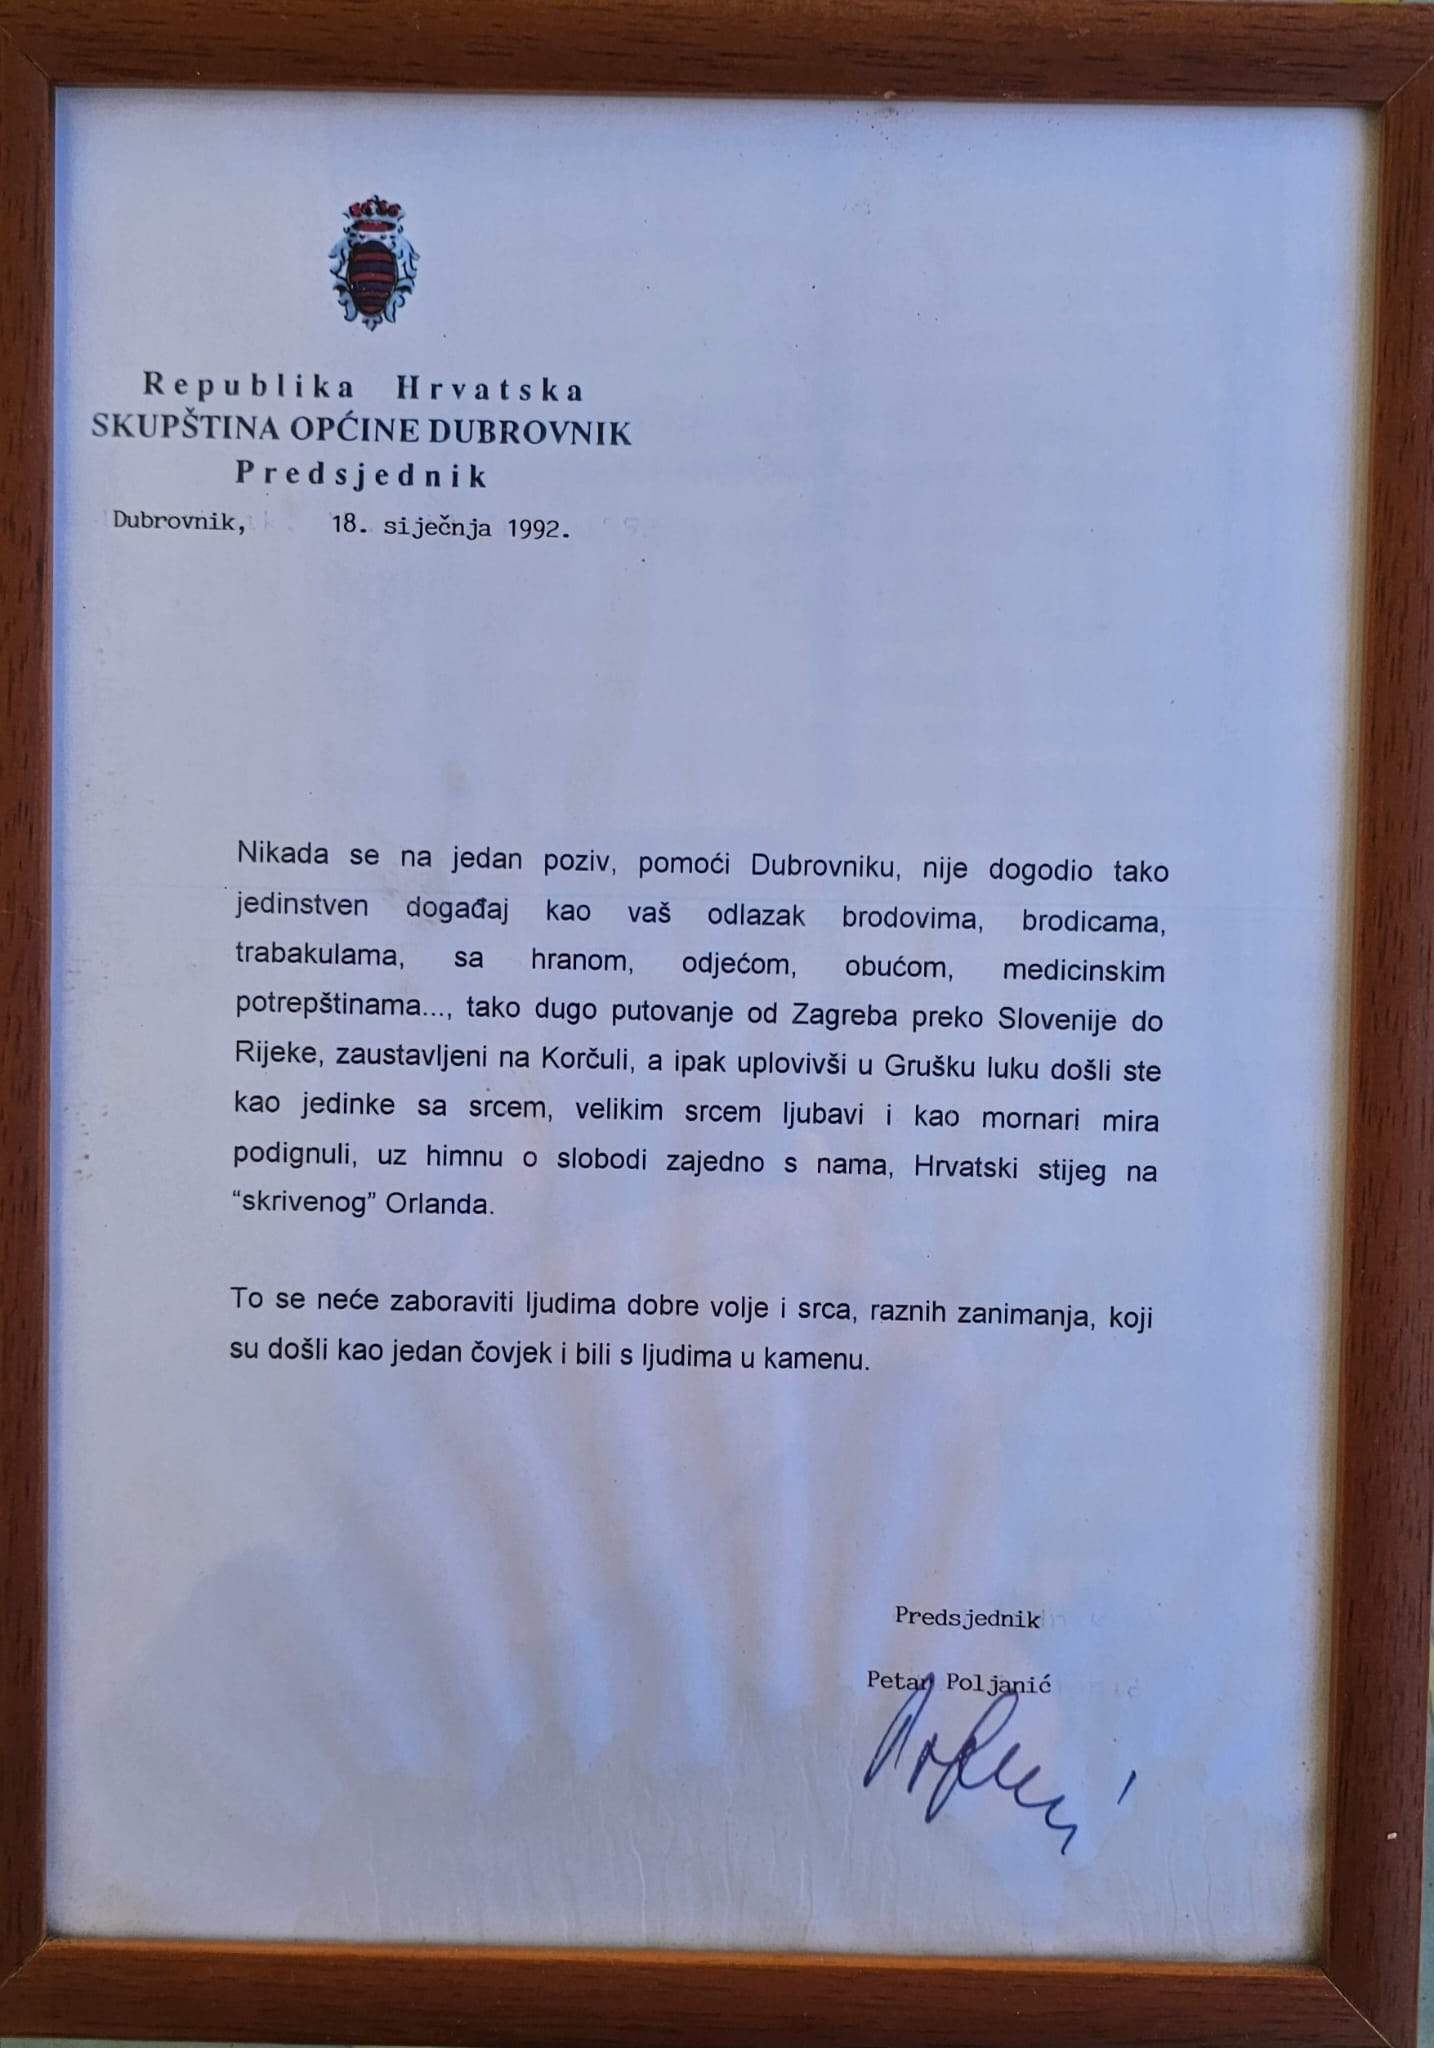 Republika Hrvatska
SKUPŠTINA OPĆINE DUBROVNIK
Predsjednik
Dubrovnik, 18. siječnja 1992.
Nikada se na jedan poziv, pomoći Dubrovniku, nije dogodio tako
jedinstven događaj kao vaš odlazak brodovima, brodicama,
trabakulama, sa hranom, odjećom, obućom, medicinskim
potrepštinama..., tako dugo putovanje od Zagreba preko Slovenije do
Rijeke, zaustavljeni na Korčuli, a ipak uplovivši u Grušku luku došli ste
kao jedinke sa srcem, velikim srcem ljubavi i kao mornari mira
podignuli, uz himnu o slobodi zajedno s nama, Hrvatski stijeg na
“skrivenog” Orlanda.
To se neće zaboraviti ljudima dobre volje i srca, raznih zanimanja, koji
su došli kao jedan čovjek i bili s ljudima u kamenu.
Predsjednik
Petar Poljanić